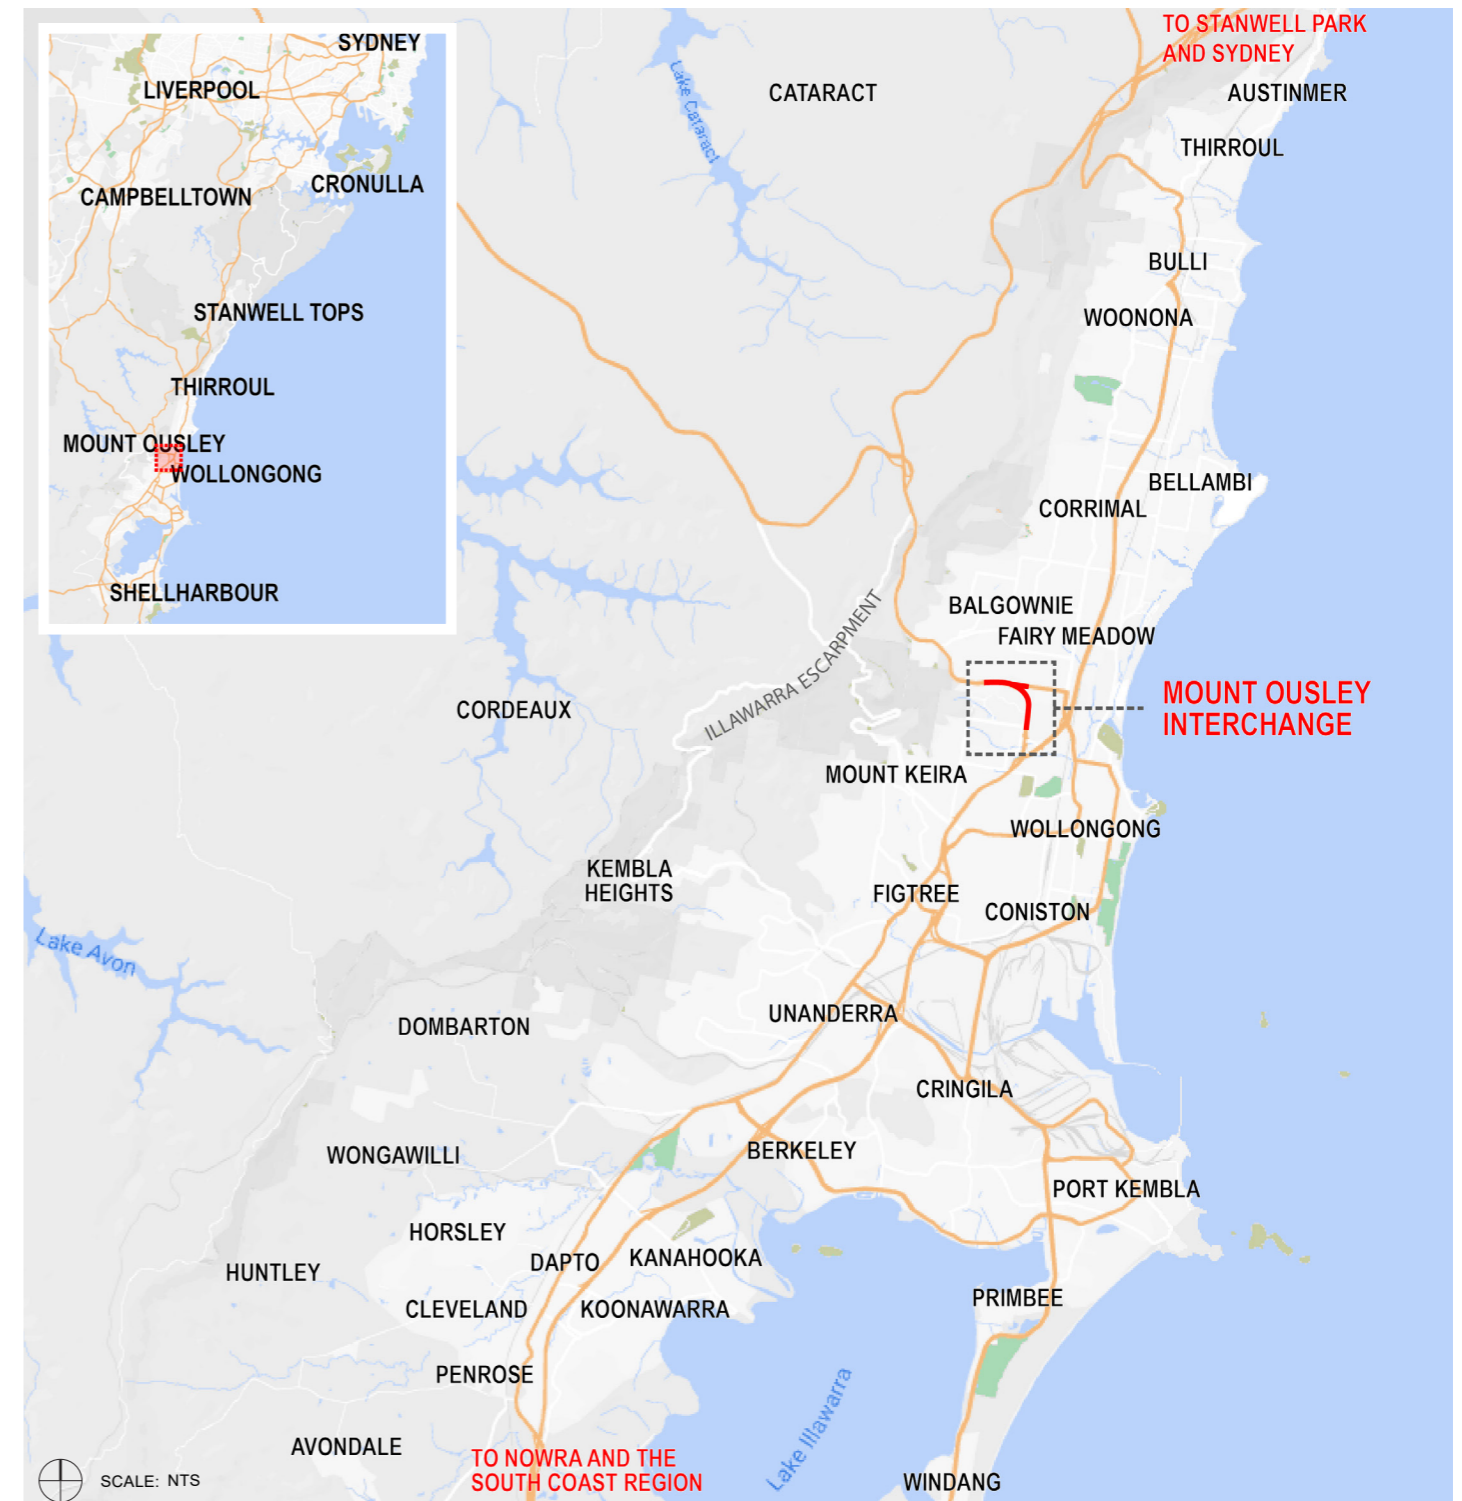 SYDNEY
LIVERPOOL
CRONULLA
CAMPBELLTOWN
STANWELL TOPS
THIRROUL
MOUNT OUSLEY
WOLLONGONG
SHELLHARBOUR
TO STANWELL PARK
AND SYDNEY
CATARACT
AUSTINMER
Lake Cataract
THIRROUL
BULLI
WOONONA
BELLAMBI
CORRIMAL
BALGOWNIE
FAIRY MEADOW
ILLAWARRA ESCARPMENT
MOUNT OUSLEY
INTERCHANGE
CORDEAUX
MOUNT KEIRA
WOLLONGONG
KEMBLA
HEIGHTS
FIGTREE
CONISTON
Lake Avon
UNANDERRA
DOMBARTON
CRINGILA
BERKELEY
WONGAWILLI
PORT KEMBLA
HORSLEY
DAPTO
KANAHOOKA
HUNTLEY
PRIMBEE
CLEVELAND
KOONAWARRA
PENROSE
Lake Illawarra
AVONDALE
TO NOWRA AND THE
SOUTH COAST REGION
SCALE: NTS
WINDANG